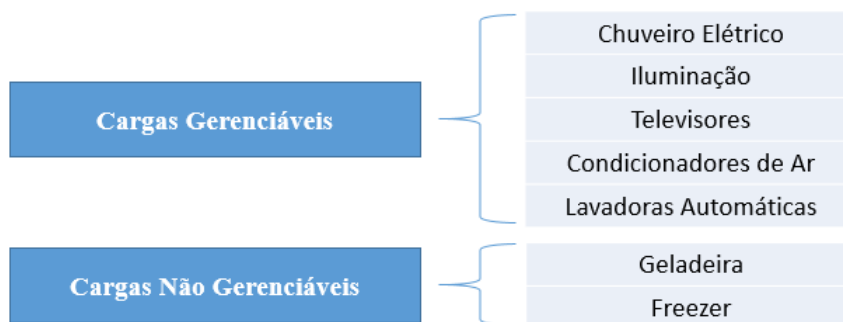 Cargas Gerenciáveis
Chuveiro Elétrico
Iluminação
Televisores
Condicionadores de Ar
Lavadoras Automáticas
Cargas Não Gerenciáveis
Geladeira
Freezer